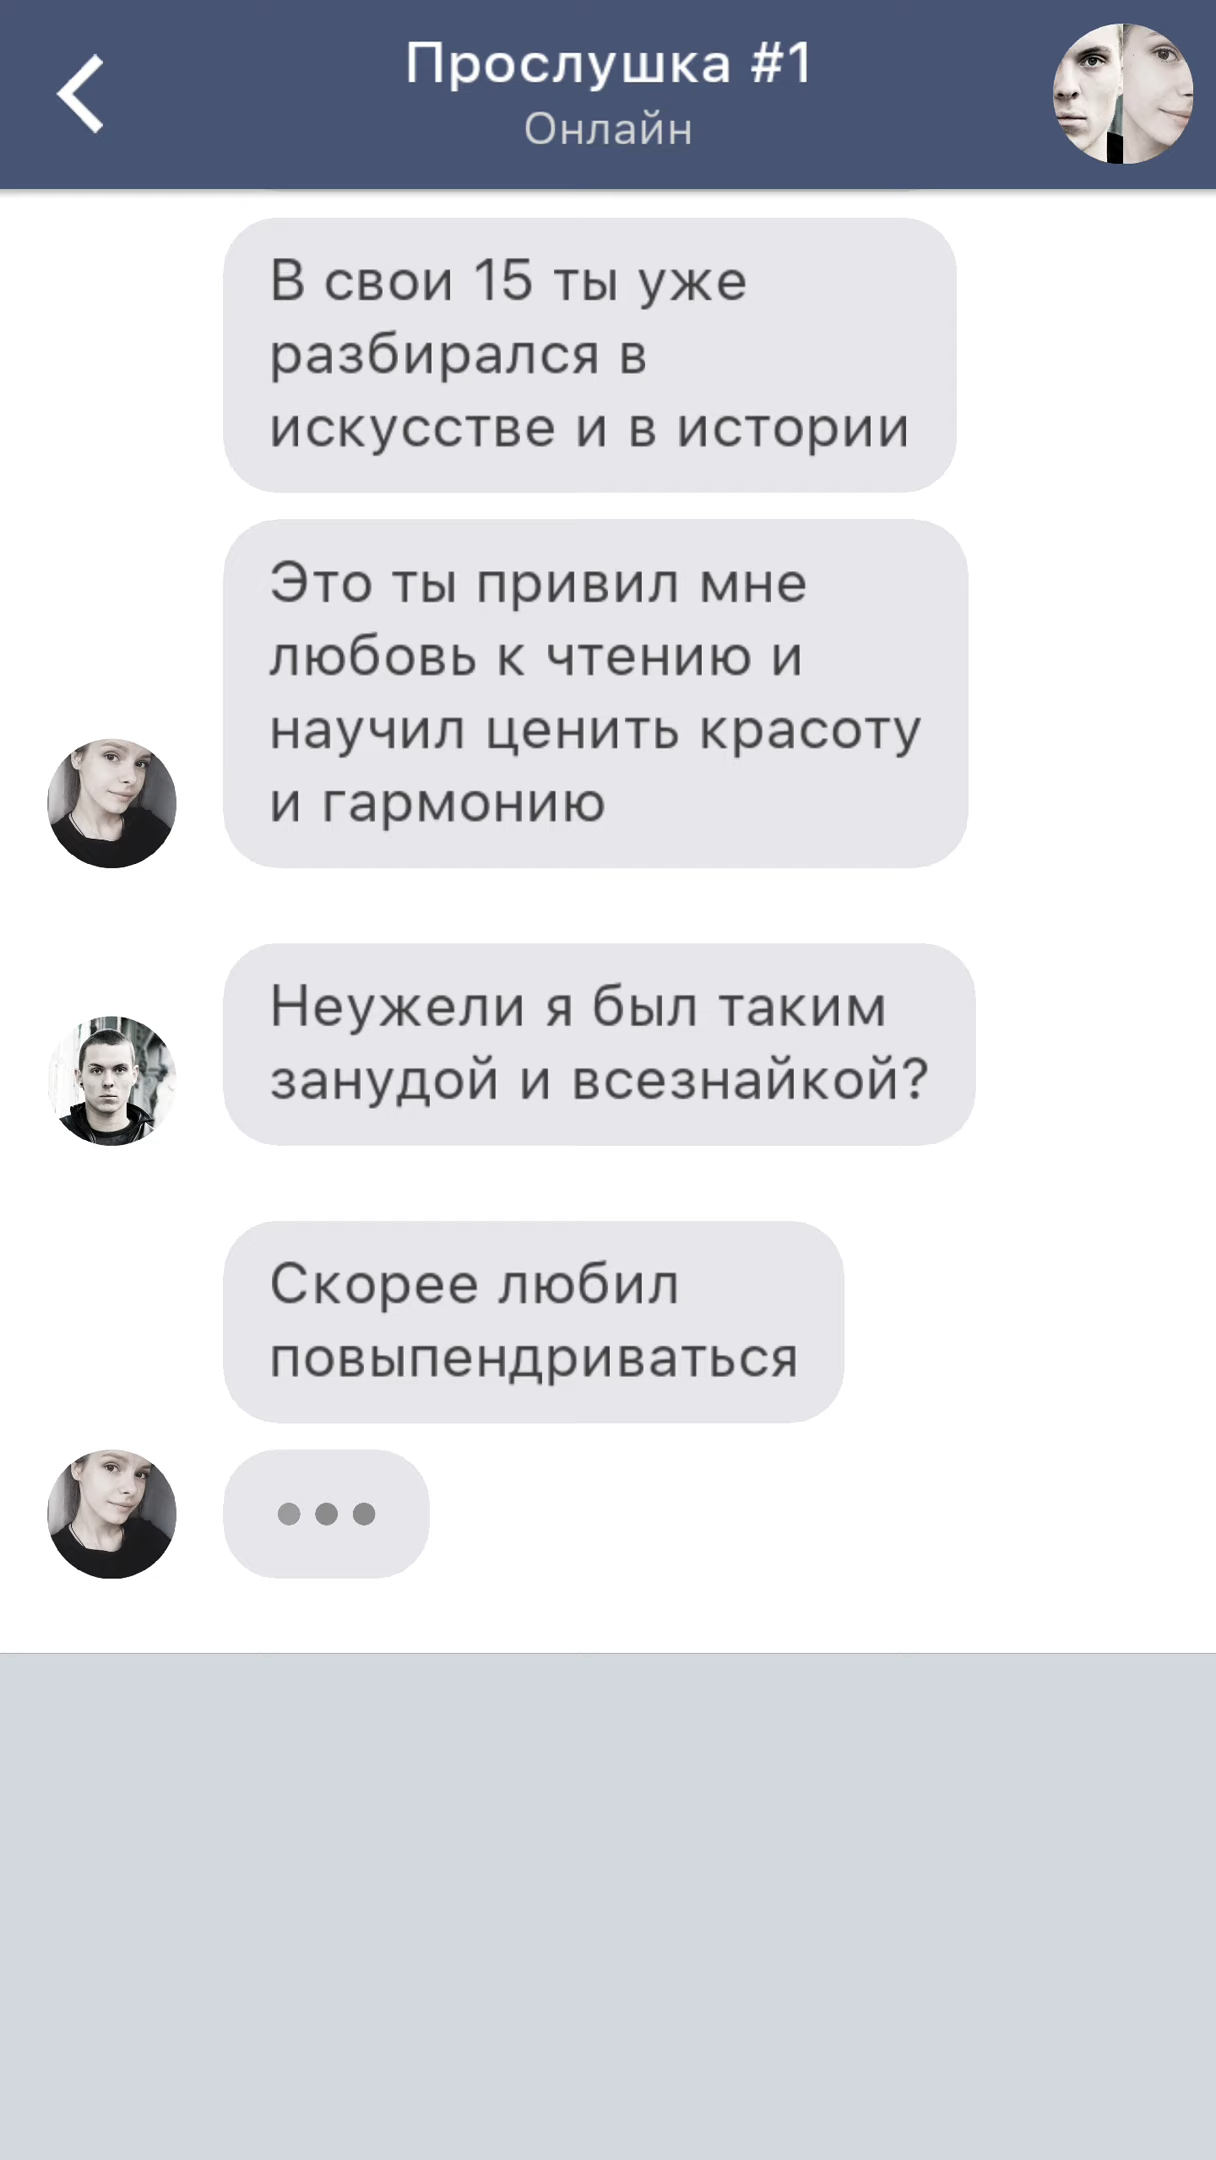 Прослушка #1
Онлайн
В свои 15 ты уже
разбирался в
искусстве и в истории
Это ты привил мне
любовь к чтению и
научил ценить красоту
и гармонию
Неужели я был таким
занудой и всезнайкой?
Скорее любил
повыпендриваться